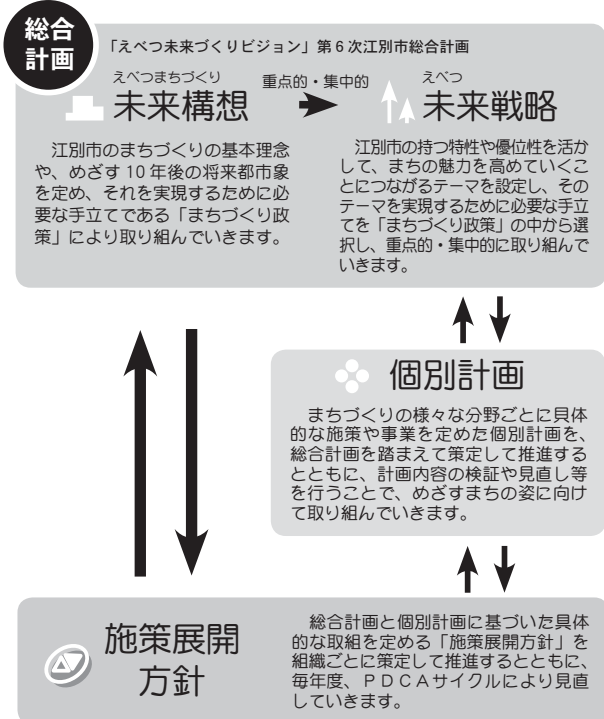 総合
計画
「えべつ未来づくりビジョン」第6次江別市総合計画
えべつまちづくり
未来構想
重点的・集中的
えべつ
未来戦略
江別市のまちづくりの基本理念
や、めざす10年後の将来都市象
を定め、それを実現するために必
要な手立てである「まちづくり政
策」により取り組んでいきます。
江別市の持つ特性や優位性を活か
して、まちの魅力を高めていくこ
とにつながるテーマを設定し、その
テーマを実現するために必要な手立
てを「まちづくり政策」の中から選
択し、重点的・集中的に取り組んで
いきます。
個別計画
まちづくりの様々な分野ごとに具体
的な施策や事業を定めた個別計画を、
総合計画を踏まえて策定して推進する
とともに、計画内容の検証や見直し等
を行うことで、めざすまちの姿に向け
て取り組んでいきます。
施策展開
方針
総合計画と個別計画に基づいた具体
的な取組を定める「施策展開方針」を
組織ごとに策定して推進するとともに、
毎年度、PDCAサイクルにより見直
していきます。